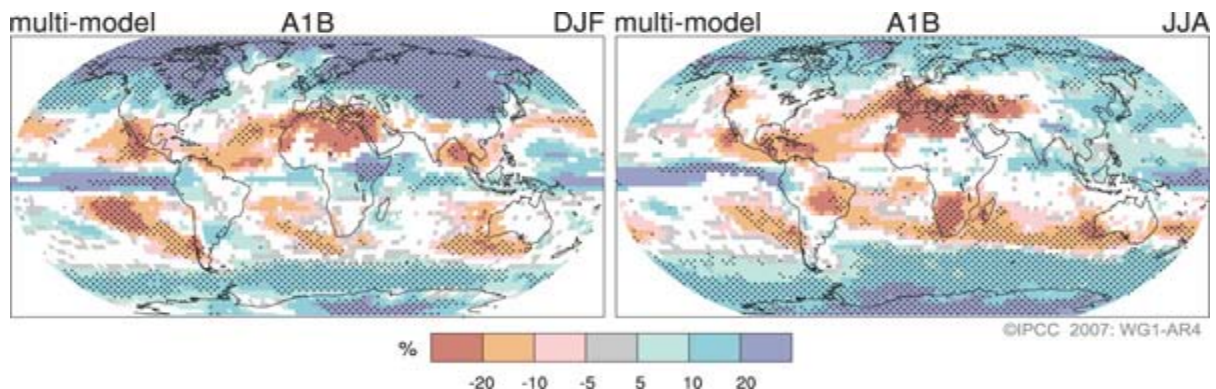 multi-model A1B DJF
multi-model A1B JJA
©IPCC 2007: WG1-AR4
%
-20 -10 -5 5 10 20